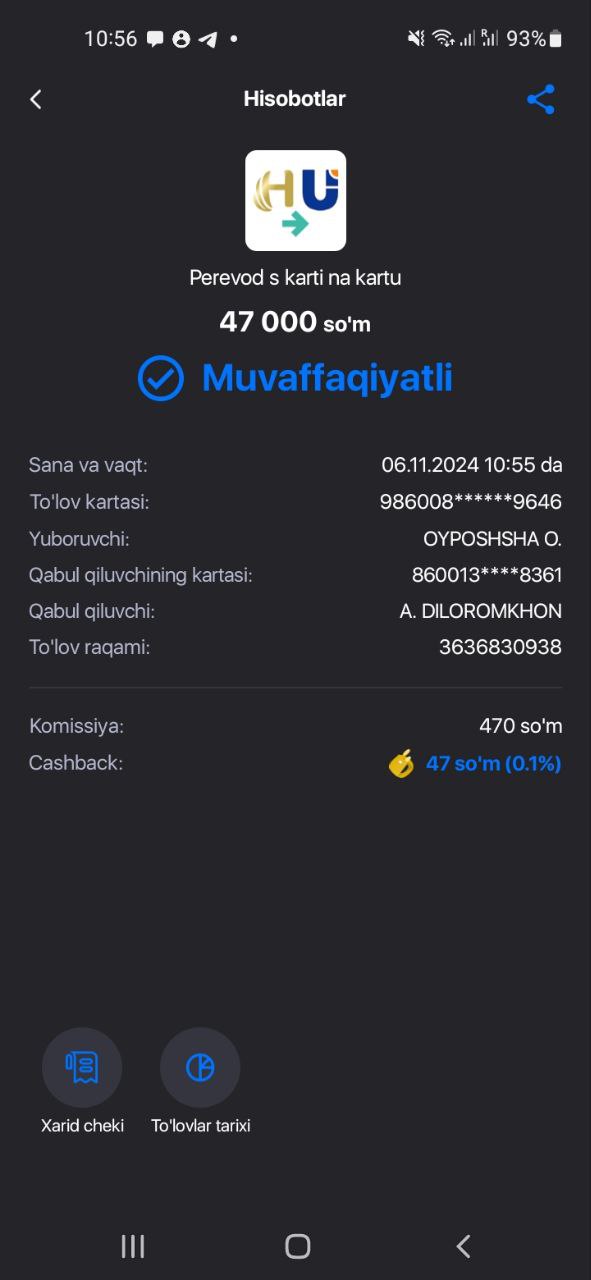 10:56 93%
Hisobotlar
HU
Perevod s karti na kartu
47 000 so'm
Muvaffaqiyatli
Sana va vaqt: 06.11.2024 10:55 da
To'lov kartasi: 986008******9646
Yuboruvchi: OYPOSHSHA O.
Qabul qiluvchining kartasi: 860013****8361
Qabul qiluvchi: A. DILOROMKHON
To'lov raqami: 3636830938
Komissiya: 470 so'm
Cashback: 47 so'm (0.1%)
Xarid cheki To'lovlar tarixi